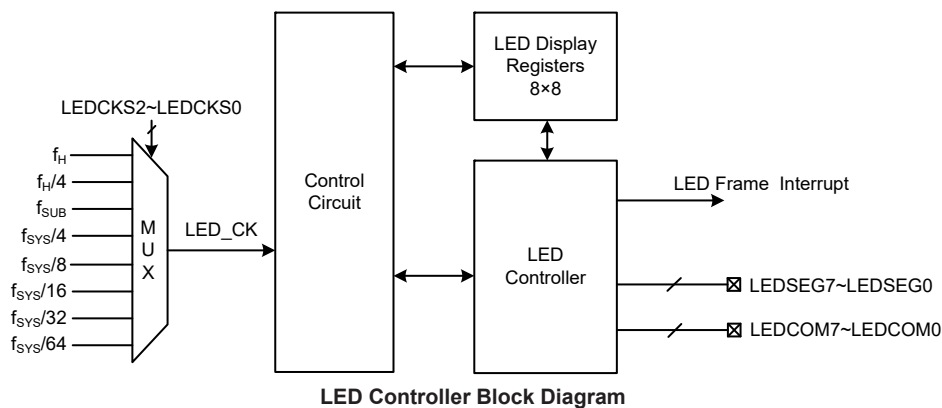 LEDCKS2~LEDCKS0
fH
fH/4
fSUB
fSYS/4
fSYS/8
fSYS/16
fSYS/32
fSYS/64
M
U
X
LED_CK
Control
Circuit
LED Display
Registers
8×8
LED
Controller
LED Frame Interrupt
LEDSEG7~LEDSEG0
LEDCOM7~LEDCOM0
LED Controller Block Diagram